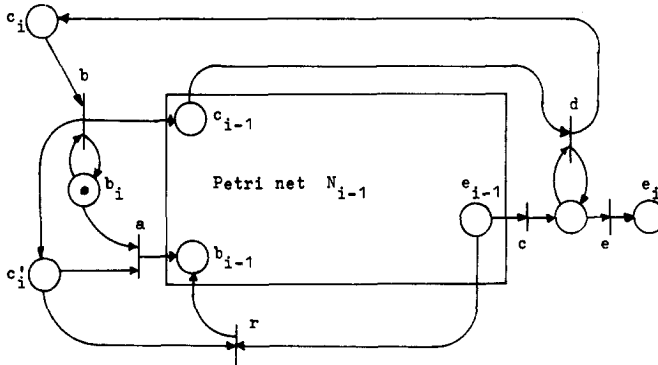 c_i
b
d
c_{i-1}
Petri net N_{i-1}
e_{i-1}
e_i
b_i
a
c
e
c'_i
b_{i-1}
r